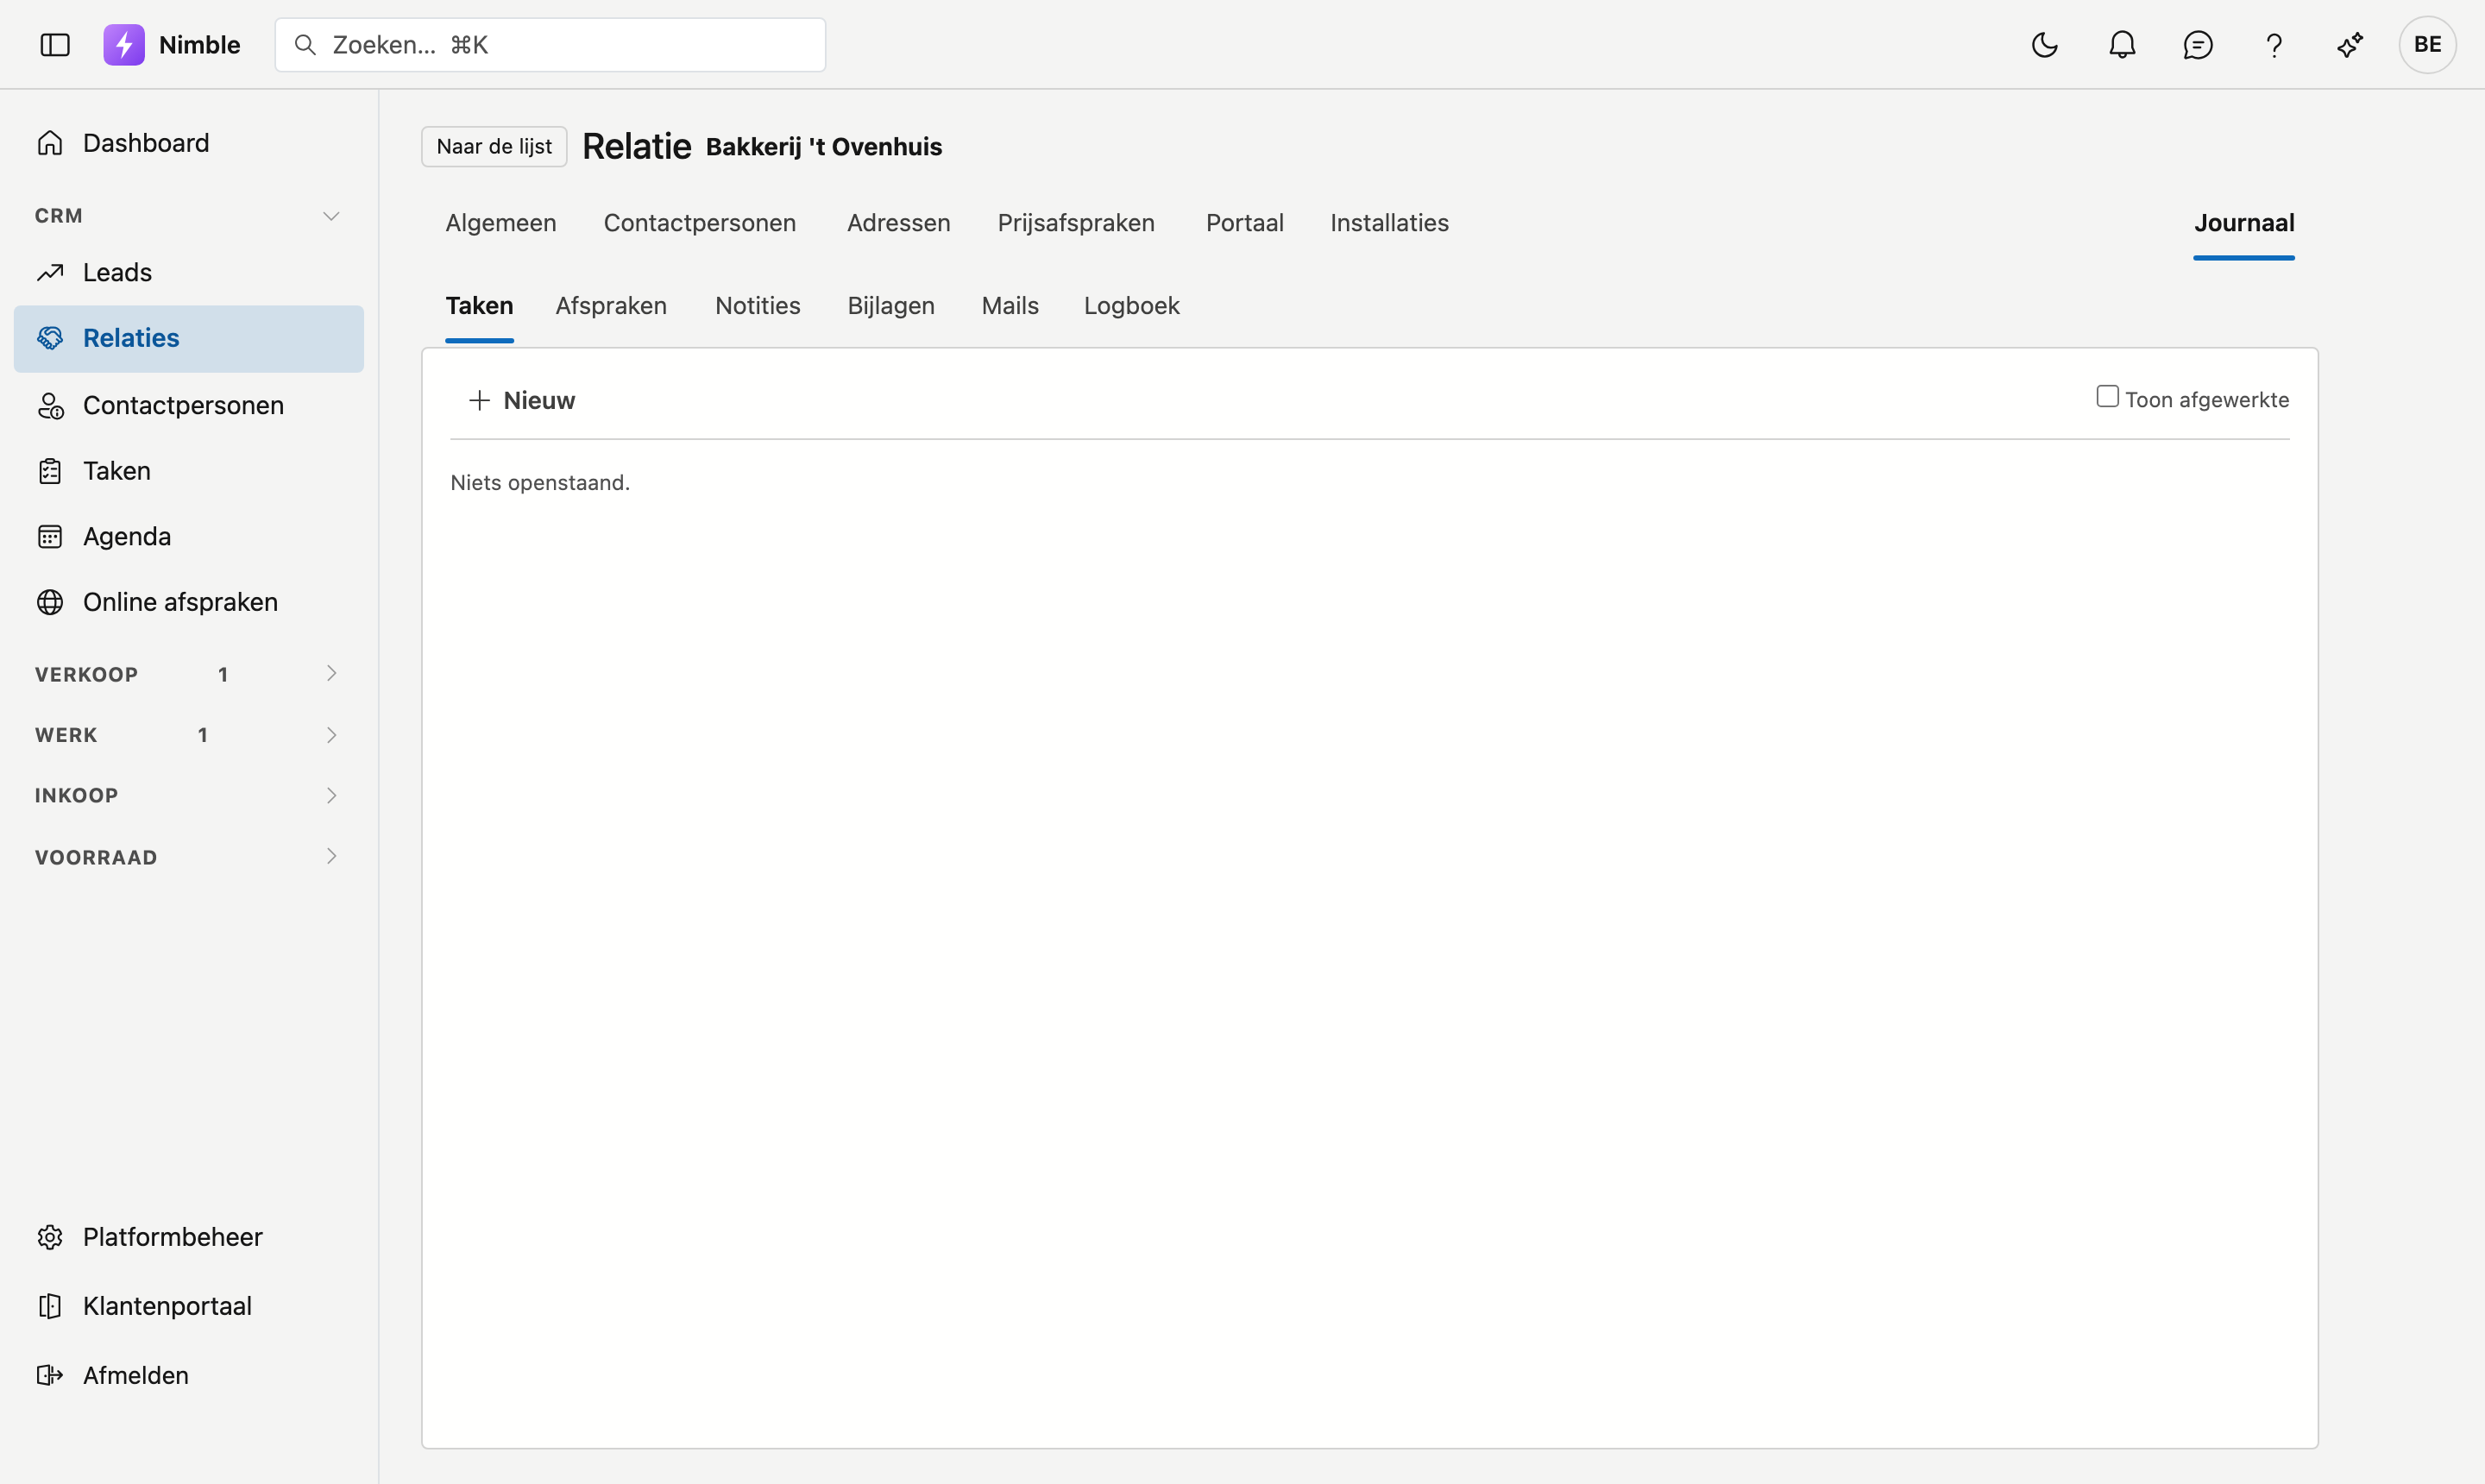 Nimble
Zoeken... ⌘K
BE
Dashboard
CRM
Leads
Relaties
Contactpersonen
Taken
Agenda
Online afspraken
VERKOOP 1
WERK 1
INKOOP
VOORRAAD
Platformbeheer
Klantenportaal
Afmelden
Naar de lijst Relatie Bakkerij 't Ovenhuis
Algemeen Contactpersonen Adressen Prijsafspraken Portaal Installaties Journaal
Taken Afspraken Notities Bijlagen Mails Logboek
Nieuw Toon afgewerkte
Niets openstaand.